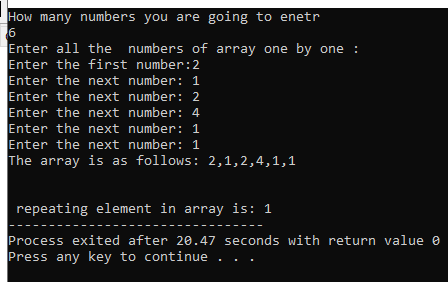 How many numbers you are going to enetr
6
Enter all the  numbers of array one by one :
Enter the first number:2
Enter the next number: 1
Enter the next number: 2
Enter the next number: 4
Enter the next number: 1
Enter the next number: 1
The array is as follows: 2,1,2,4,1,1
 repeating element in array is: 1
--------------------------------
Process exited after 20.47 seconds with return value 0
Press any key to continue . . .